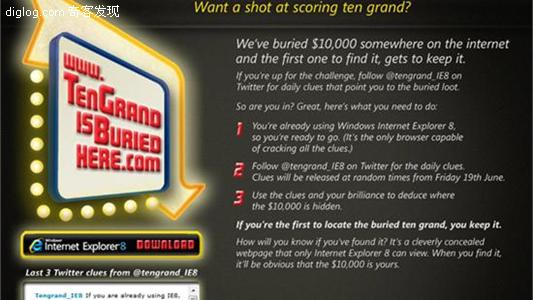 diglog.com 奇客发现
Want a shot at scoring ten grand?
www.
TenGrand
isBuried
Here.com
We've buried $10,000 somewhere on the internet
and the first one to find it, gets to keep it.
If you're up for the challenge, follow @tengrand_IE8 on
Twitter for daily clues that point you to the buried loot.
So are you in? Great, here's what you need to do:
1 You're already using Windows Internet Explorer 8,
so you're ready to go. (It's the only browser capable
of cracking all the clues.)
2 Follow @tengrand_IE8 on Twitter for the daily clues.
Clues will be released at random times from Friday 19th June.
3 Use the clues and your brilliance to deduce where
the $10,000 is hidden.
If you're the first to locate the buried ten grand, you keep it.
How will you know if you've found it? It's a cleverly concealed
webpage that only Internet Explorer 8 can view. When you find it,
it'll be obvious that the $10,000 is yours.
Windows
Internet Explorer 8 DOWNLOAD
Last 3 Twitter clues from @tengrand_IE8
TenGrand_IE8 If you are already using IE8,